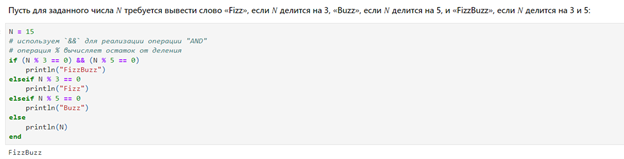 Пусть для заданного числа N требуется вывести слово «Fizz», если N делится на 3, «Buzz», если N делится на 5, и «FizzBuzz», если N делится на 3 и 5:
N = 15
# используем `&&` для реализации операции "AND"
# операция % вычисляет остаток от деления
if (N % 3 == 0) && (N % 5 == 0)
    println("FizzBuzz")
elseif N % 3 == 0
    println("Fizz")
elseif N % 5 == 0
    println("Buzz")
else
    println(N)
end
FizzBuzz